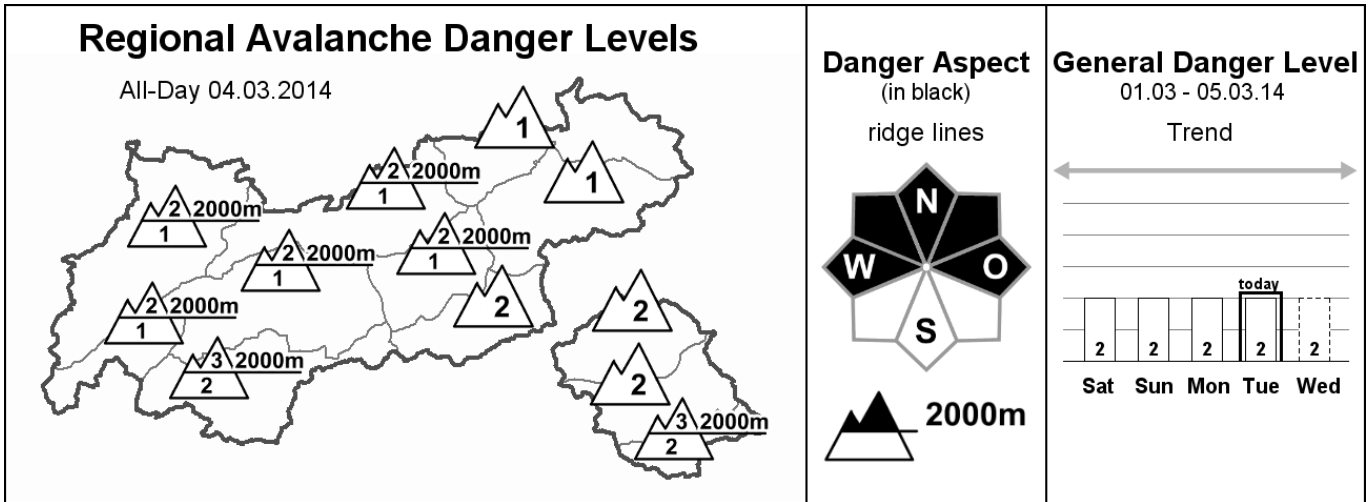 Regional Avalanche Danger Levels
All-Day 04.03.2014
1
1
2 2000m
1
2 2000m
1
2 2000m
1
2 2000m
1
2 2000m
1
2
2
3 2000m
2
2
3 2000m
2
Danger Aspect
(in black)
ridge lines
N
W
O
S
2000m
General Danger Level
01.03 - 05.03.14
Trend
today
2 2 2 2 2
Sat Sun Mon Tue Wed